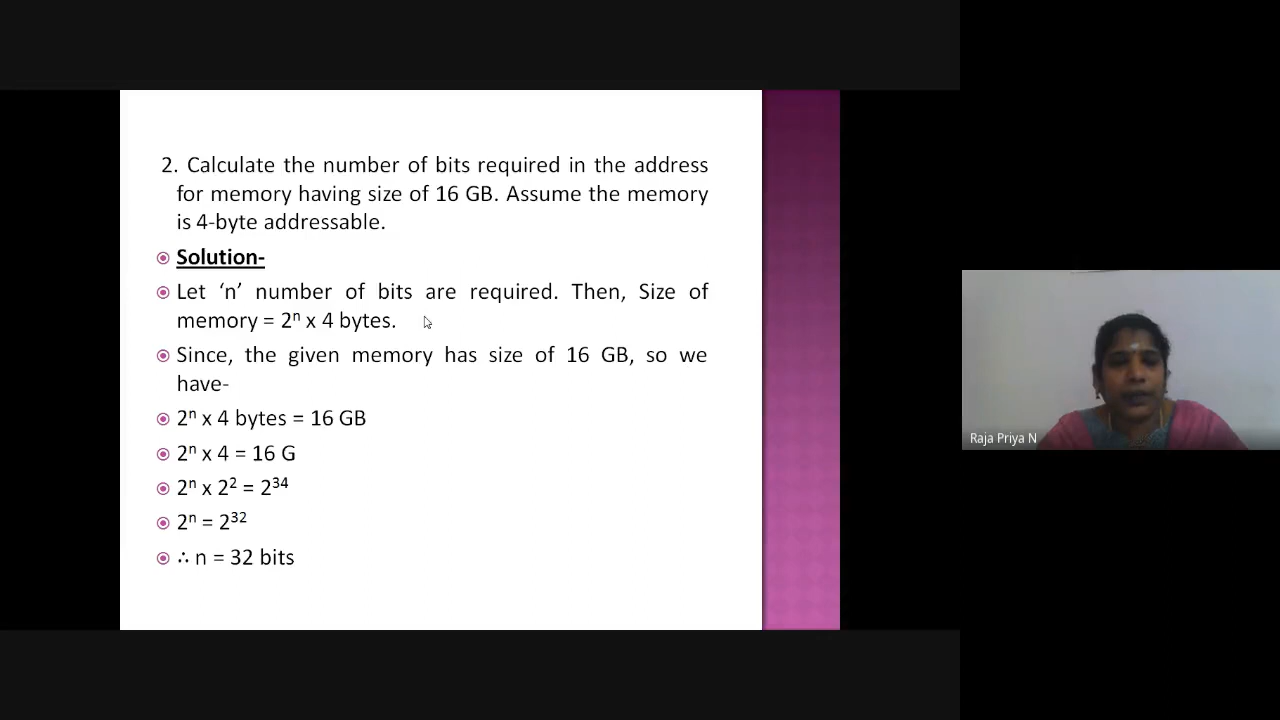 2. Calculate the number of bits required in the address
for memory having size of 16 GB. Assume the memory
is 4-byte addressable.
Solution-
Let ‘n’ number of bits are required. Then, Size of
memory = 2ⁿ x 4 bytes.
Since, the given memory has size of 16 GB, so we
have-
2ⁿ x 4 bytes = 16 GB
2ⁿ x 4 = 16 G
2ⁿ x 2² = 2³⁴
2ⁿ = 2³²
∴ n = 32 bits
Raja Priya N